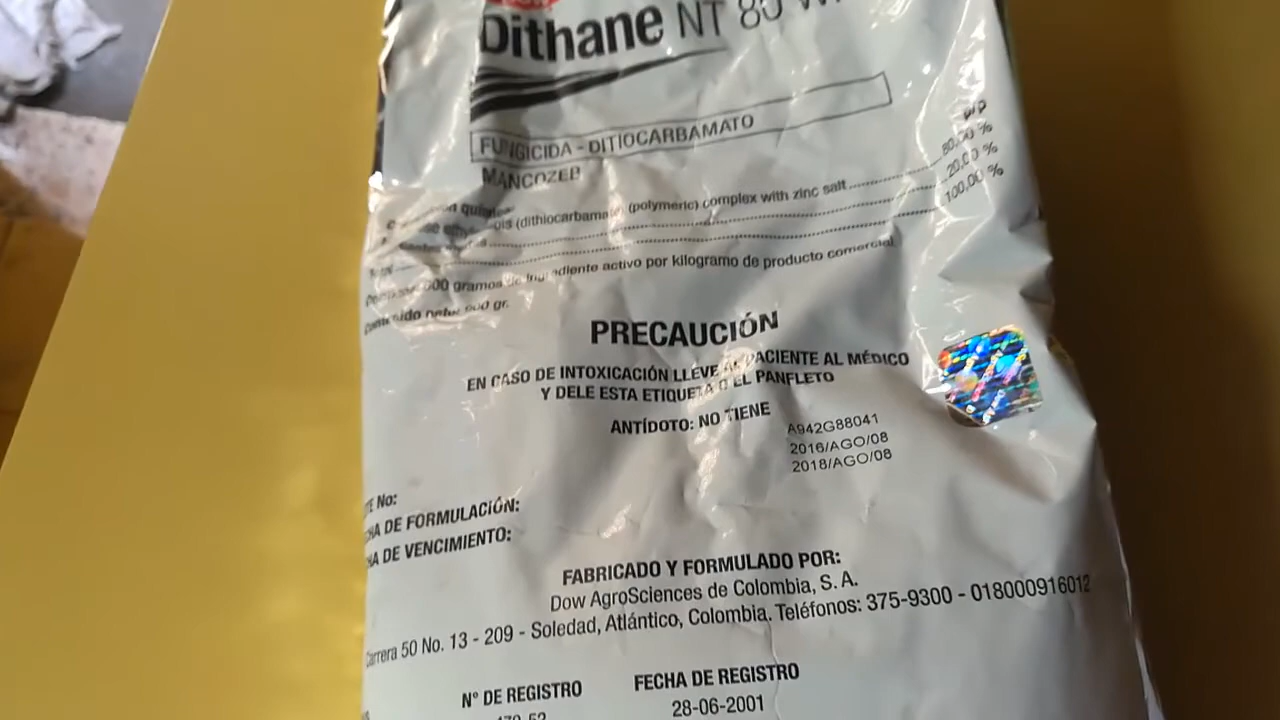 Dithane NT 80
FUNGICIDA - DITIOCARBAMATO
MANCOZEB
p/p
(dithiocarbamate) (polymeric) complex with zinc salt 80,00 %
20,00 %
100,00 %
gramos de ingrediente activo por kilogramo de producto comercial
Contenido neto: gr.
PRECAUCIÓN
EN CASO DE INTOXICACIÓN LLEVE AL PACIENTE AL MÉDICO
Y DELE ESTA ETIQUETA O EL PANFLETO
ANTÍDOTO: NO TIENE
A942G88041
2016/AGO/08
2018/AGO/08
No:
DE FORMULACIÓN:
DE VENCIMIENTO:
FABRICADO Y FORMULADO POR:
Dow AgroSciences de Colombia, S. A.
Carrera 50 No. 13 - 209 - Soledad, Atlántico, Colombia. Teléfonos: 375-9300 - 018000916012
N° DE REGISTRO
FECHA DE REGISTRO
28-06-2001